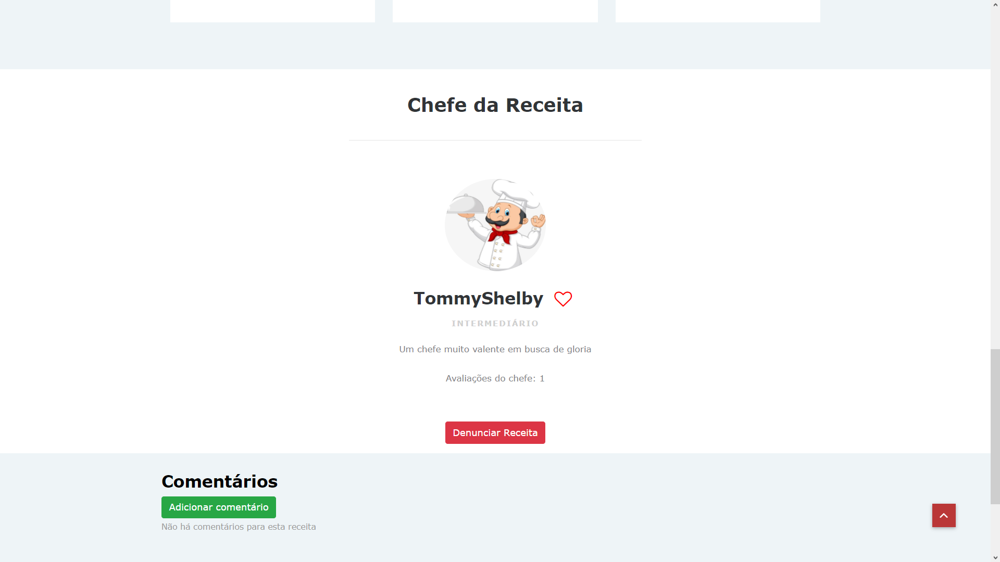 Chefe da Receita
TommyShelby
INTERMEDIÁRIO
Um chefe muito valente em busca de gloria
Avaliações do chefe: 1
Denunciar Receita
Comentários
Adicionar comentário
Não há comentários para esta receita